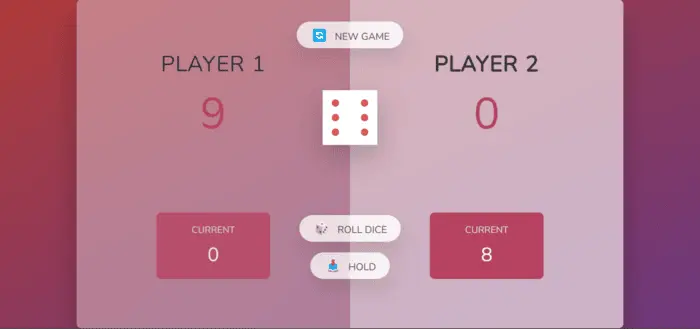 NEW GAME
PLAYER 1
PLAYER 2
9
0
CURRENT
0
ROLL DICE
HOLD
CURRENT
8